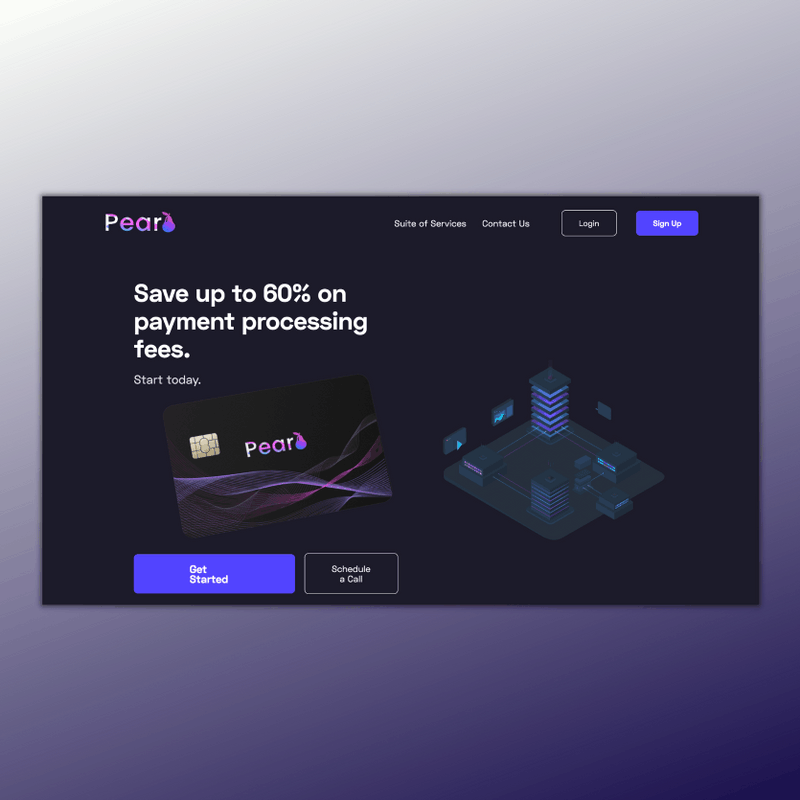 Pear
Suite of Services
Contact Us
Login
Sign Up
Save up to 60% on
payment processing
fees.
Start today.
Pear
Get
Started
Schedule
a Call